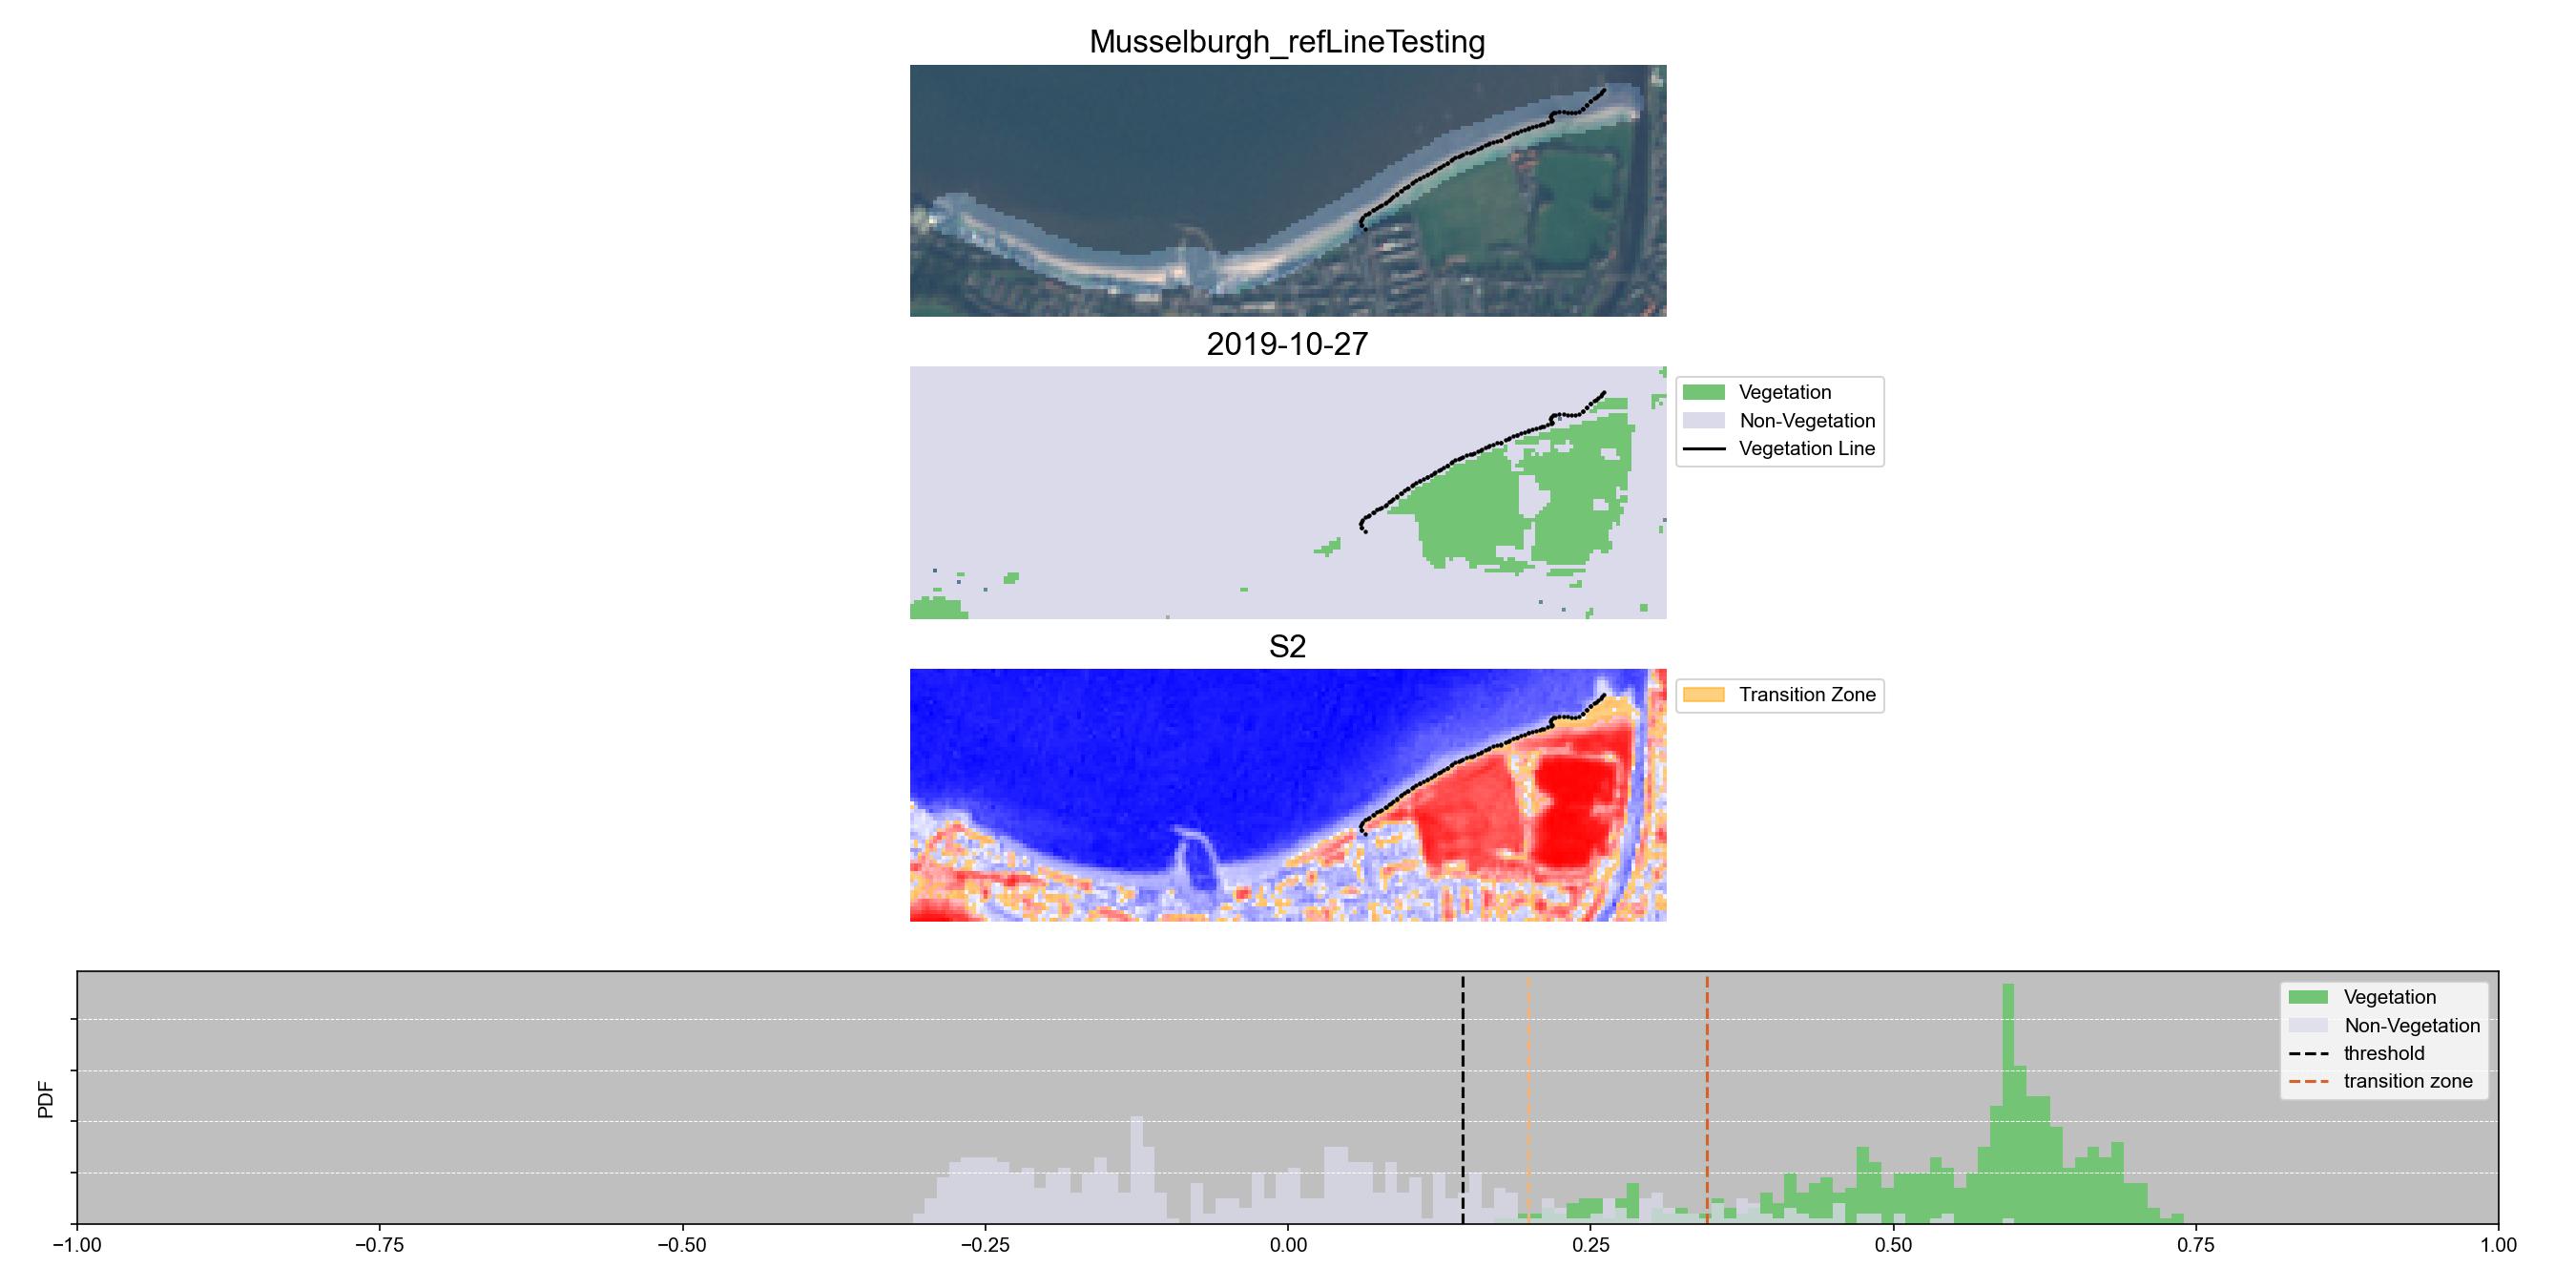 Musselburgh_refLineTesting
2019-10-27
Vegetation
Non-Vegetation
Vegetation Line
S2
Transition Zone
PDF
Vegetation
Non-Vegetation
threshold
transition zone
−1.00 −0.75 −0.50 −0.25 0.00 0.25 0.50 0.75 1.00